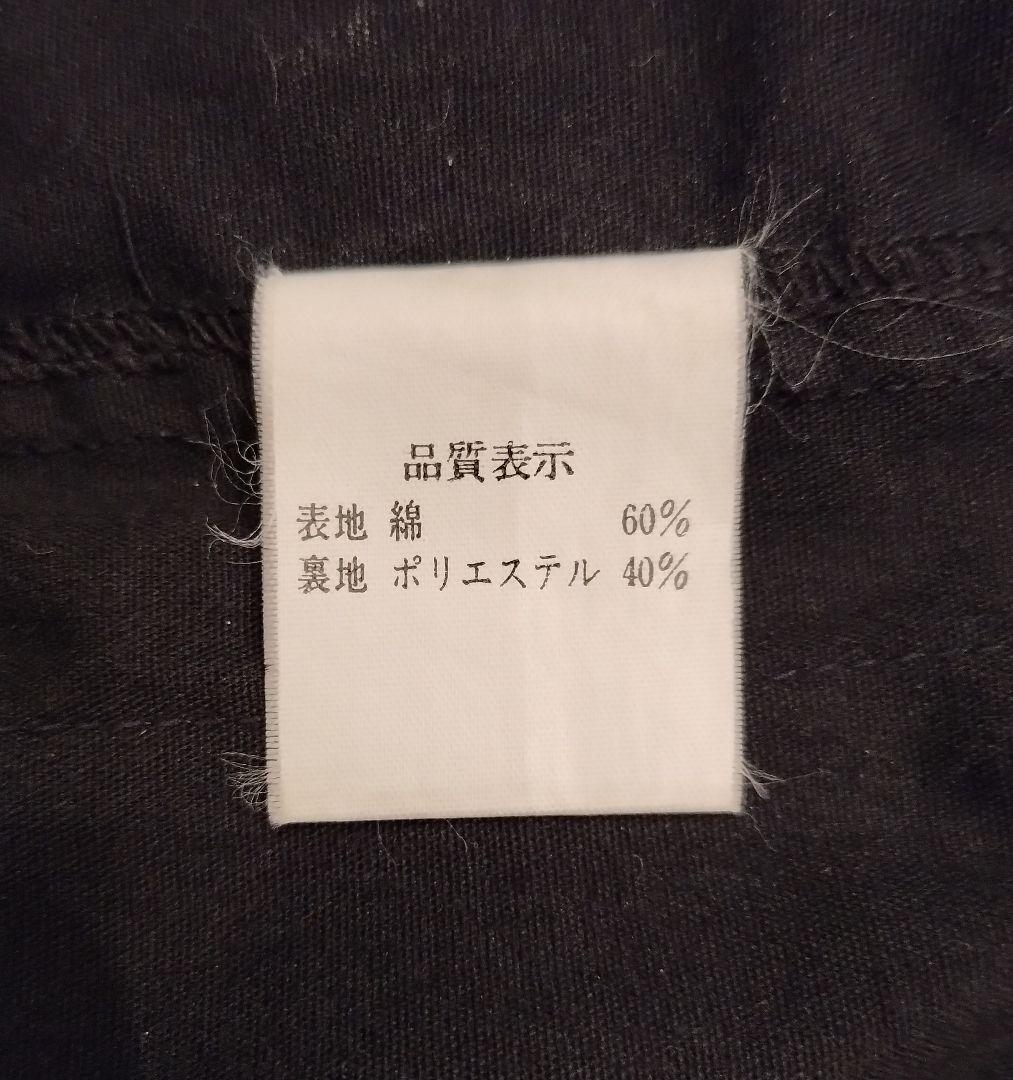 品質表示
表地 綿 60%
裏地 ポリエステル 40%